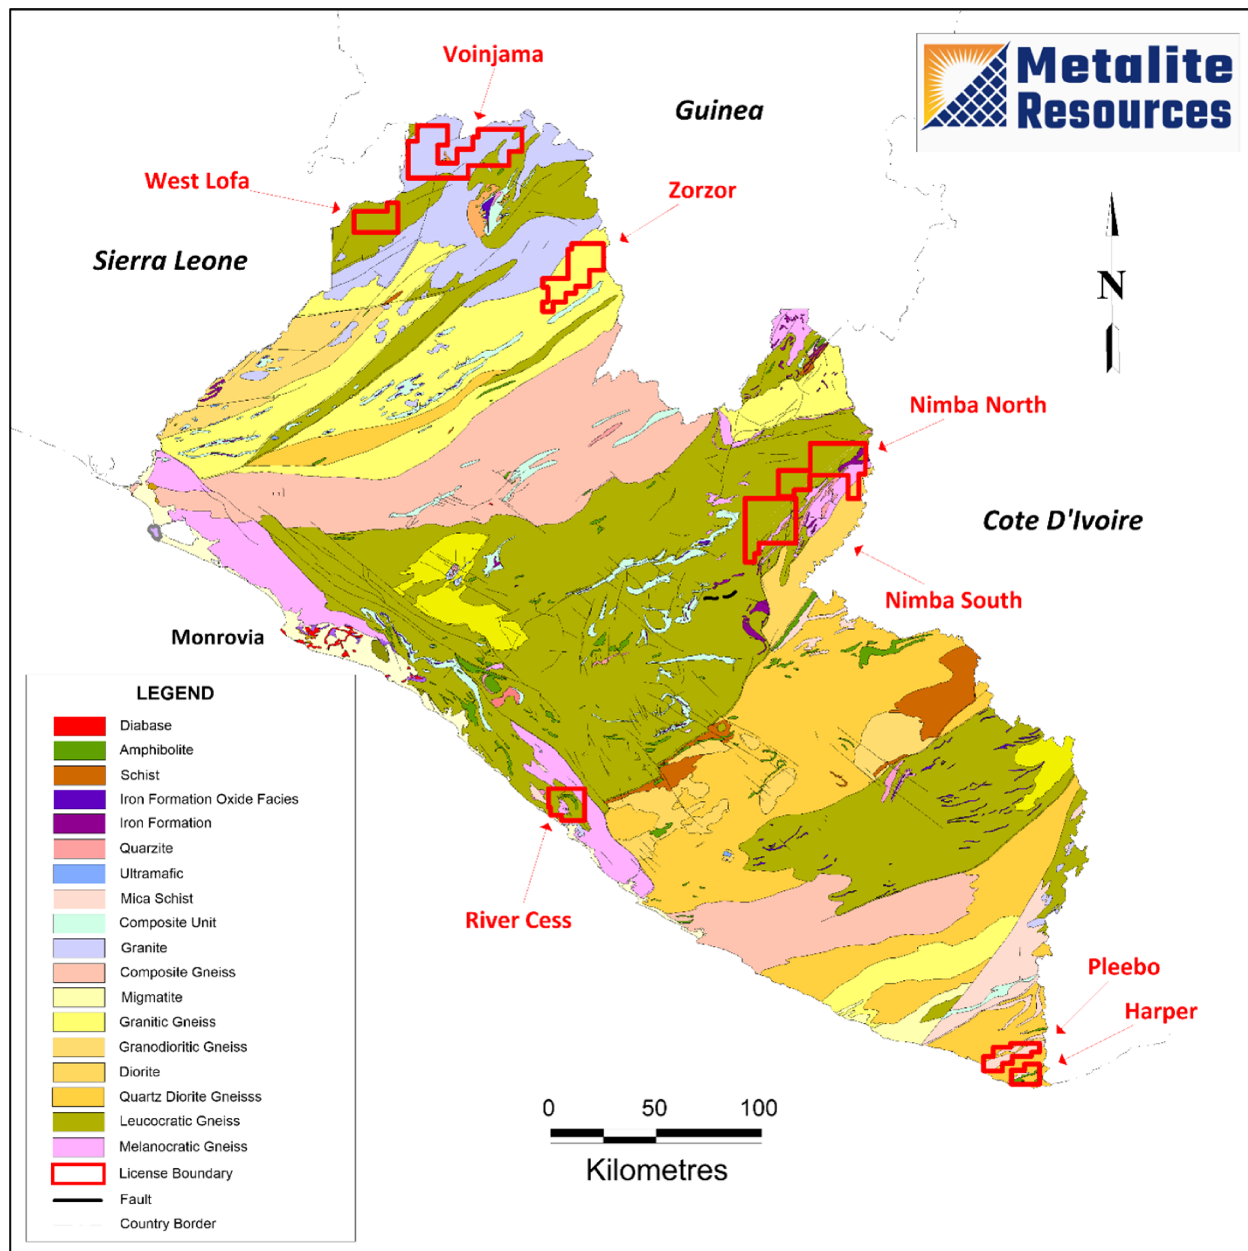 Voinjama
Guinea
Metalite
Resources
West Lofa
Zorzor
Sierra Leone
N
Nimba North
Cote D'Ivoire
Nimba South
Monrovia
LEGEND
Diabase
Amphibolite
Schist
Iron Formation Oxide Facies
Iron Formation
Quarzite
Ultramafic
Mica Schist
Composite Unit
Granite
Composite Gneiss
Migmatite
Granitic Gneiss
Granodioritic Gneiss
Diorite
Quartz Diorite Gneisss
Leucocratic Gneiss
Melanocratic Gneiss
License Boundary
Fault
Country Border
River Cess
Pleebo
Harper
0 50 100
Kilometres